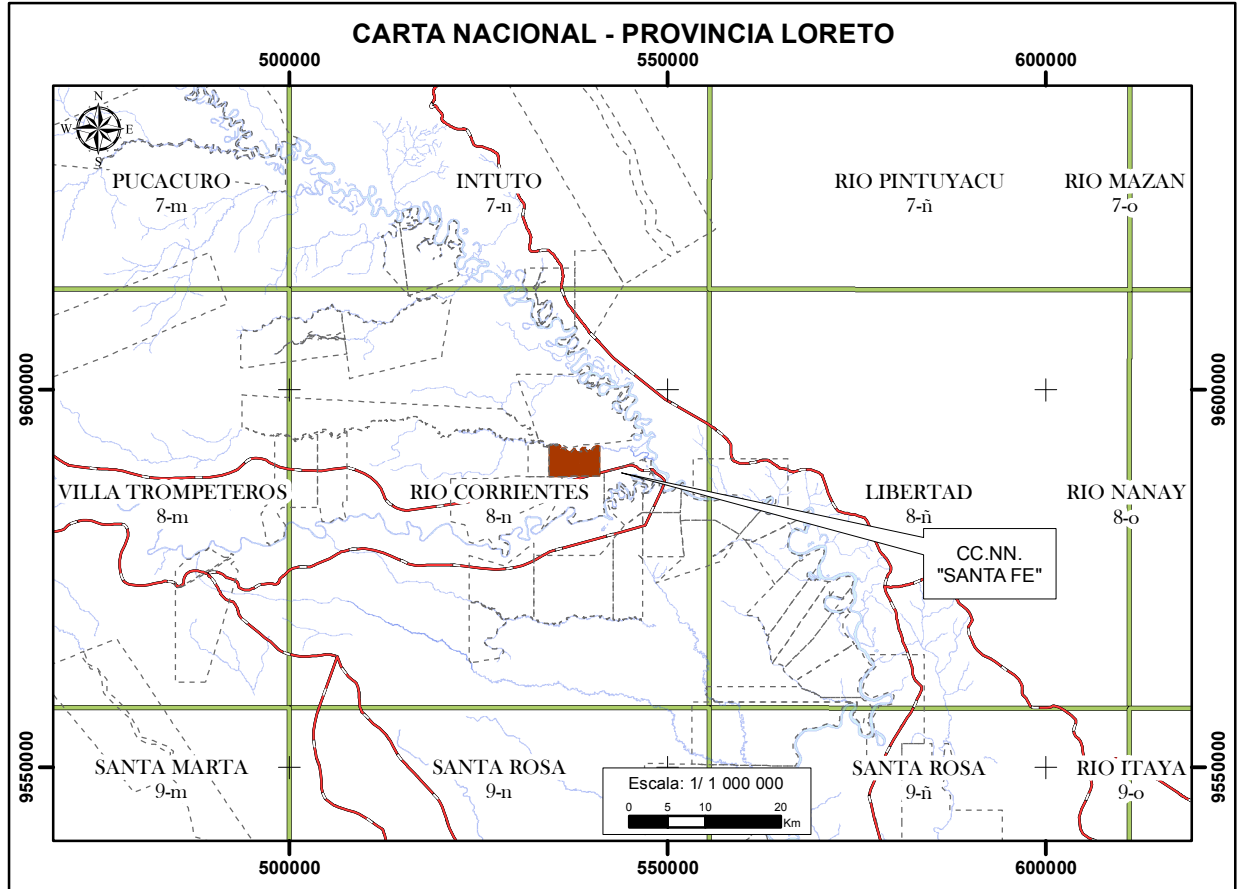 CARTA NACIONAL - PROVINCIA LORETO
500000
550000
600000
N
W
E
S
PUCACURO
7-m
INTUTO
7-n
RIO PINTUYACU
7-ñ
RIO MAZAN
7-o
9600000
9600000
VILLA TROMPETEROS
8-m
RIO CORRIENTES
8-n
LIBERTAD
8-ñ
RIO NANAY
8-o
CC.NN.
"SANTA FE"
9550000
9550000
SANTA MARTA
9-m
SANTA ROSA
9-n
Escala: 1/ 1 000 000
0 5 10 20
Km
SANTA ROSA
9-ñ
RIO ITAYA
9-o
500000
550000
600000